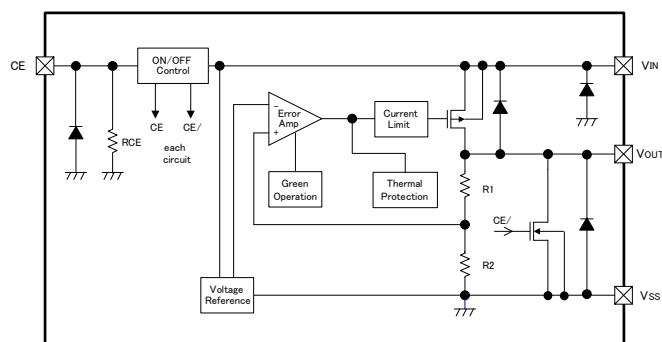 CE
ON/OFF
Control
VIN
CE
CE/
each
circuit
RCE
−
Error
Amp
+
Current
Limit
Green
Operation
Thermal
Protection
VOUT
R1
CE/
R2
Voltage
Reference
VSS